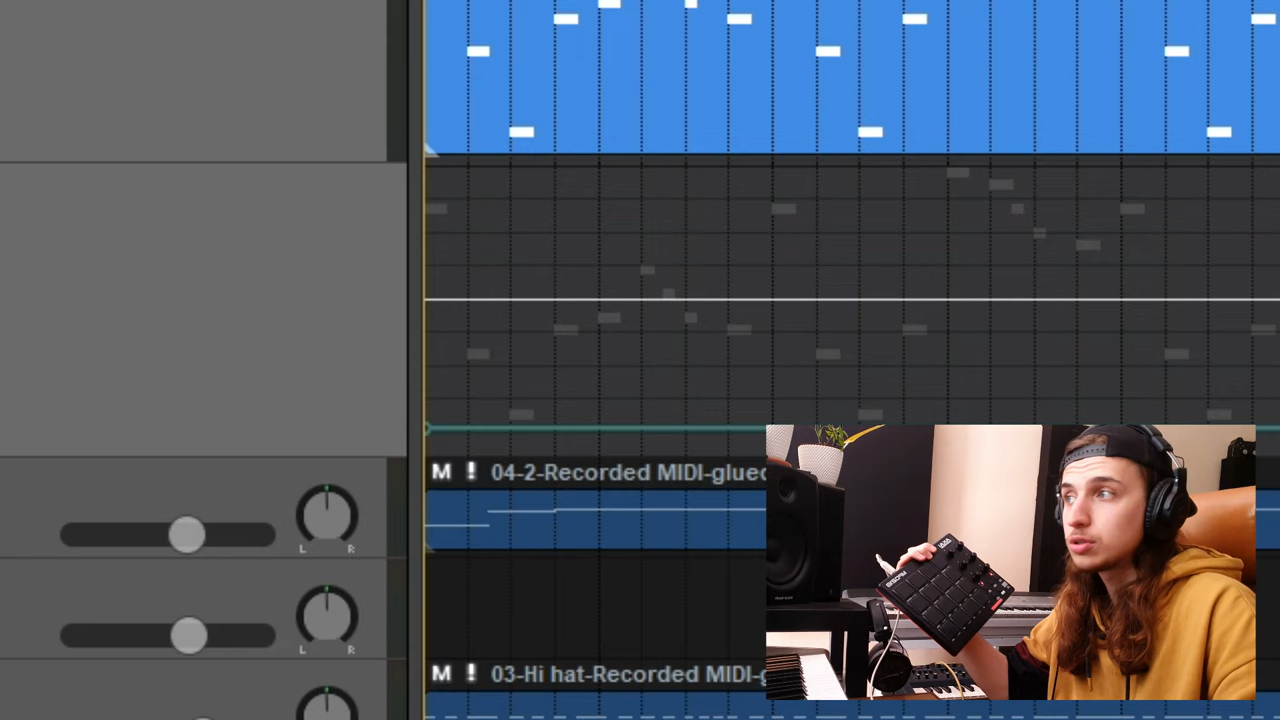 M ! 04-2-Recorded MIDI-glued
L R
L R
M ! 03-Hi hat-Recorded MIDI-g